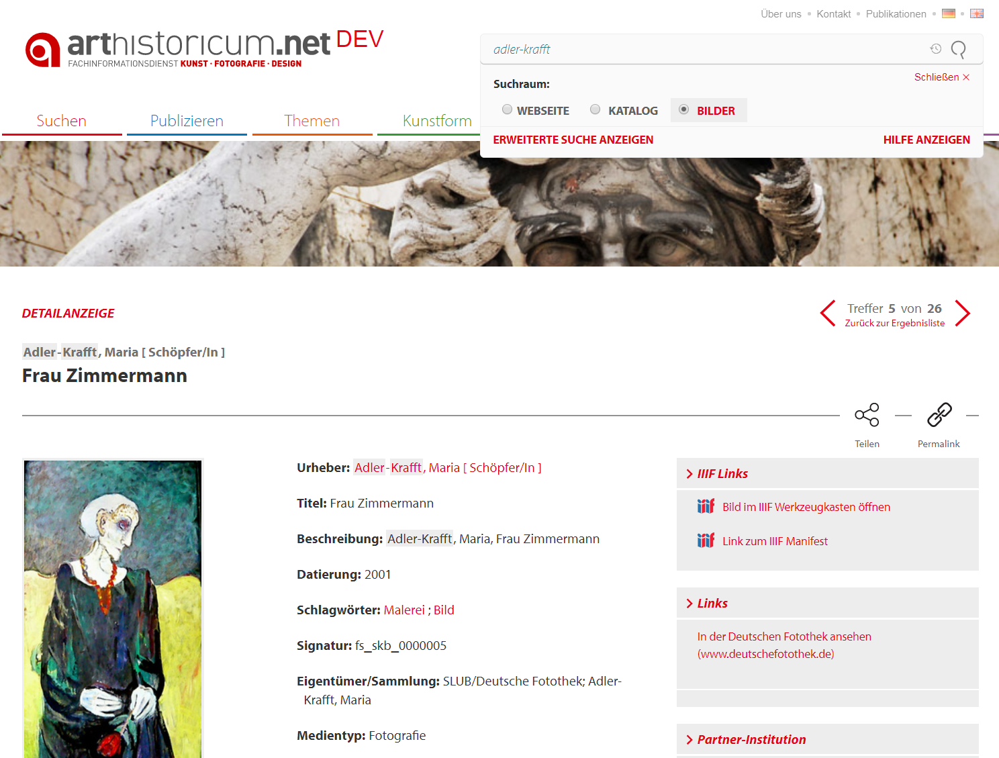 Über uns • Kontakt • Publikationen •
arthistoricum.net DEV
FACHINFORMATIONSDIENST KUNST · FOTOGRAFIE · DESIGN
adler-krafft
Schließen ×
Suchraum:
WEBSEITE KATALOG BILDER
ERWEITERTE SUCHE ANZEIGEN HILFE ANZEIGEN
Suchen Publizieren Themen Kunstform
DETAILANZEIGE
Treffer 5 von 26
Zurück zur Ergebnisliste
Adler-Krafft, Maria [ Schöpfer/In ]
Frau Zimmermann
Teilen Permalink
Urheber: Adler-Krafft, Maria [ Schöpfer/In ]
Titel: Frau Zimmermann
Beschreibung: Adler-Krafft, Maria, Frau Zimmermann
Datierung: 2001
Schlagwörter: Malerei ; Bild
Signatur: fs_skb_0000005
Eigentümer/Sammlung: SLUB/Deutsche Fotothek; Adler-
Krafft, Maria
Medientyp: Fotografie
IIIF Links
Bild im IIIF Werkzeugkasten öffnen
Link zum IIIF Manifest
Links
In der Deutschen Fotothek ansehen
(www.deutschefotothek.de)
Partner-Institution